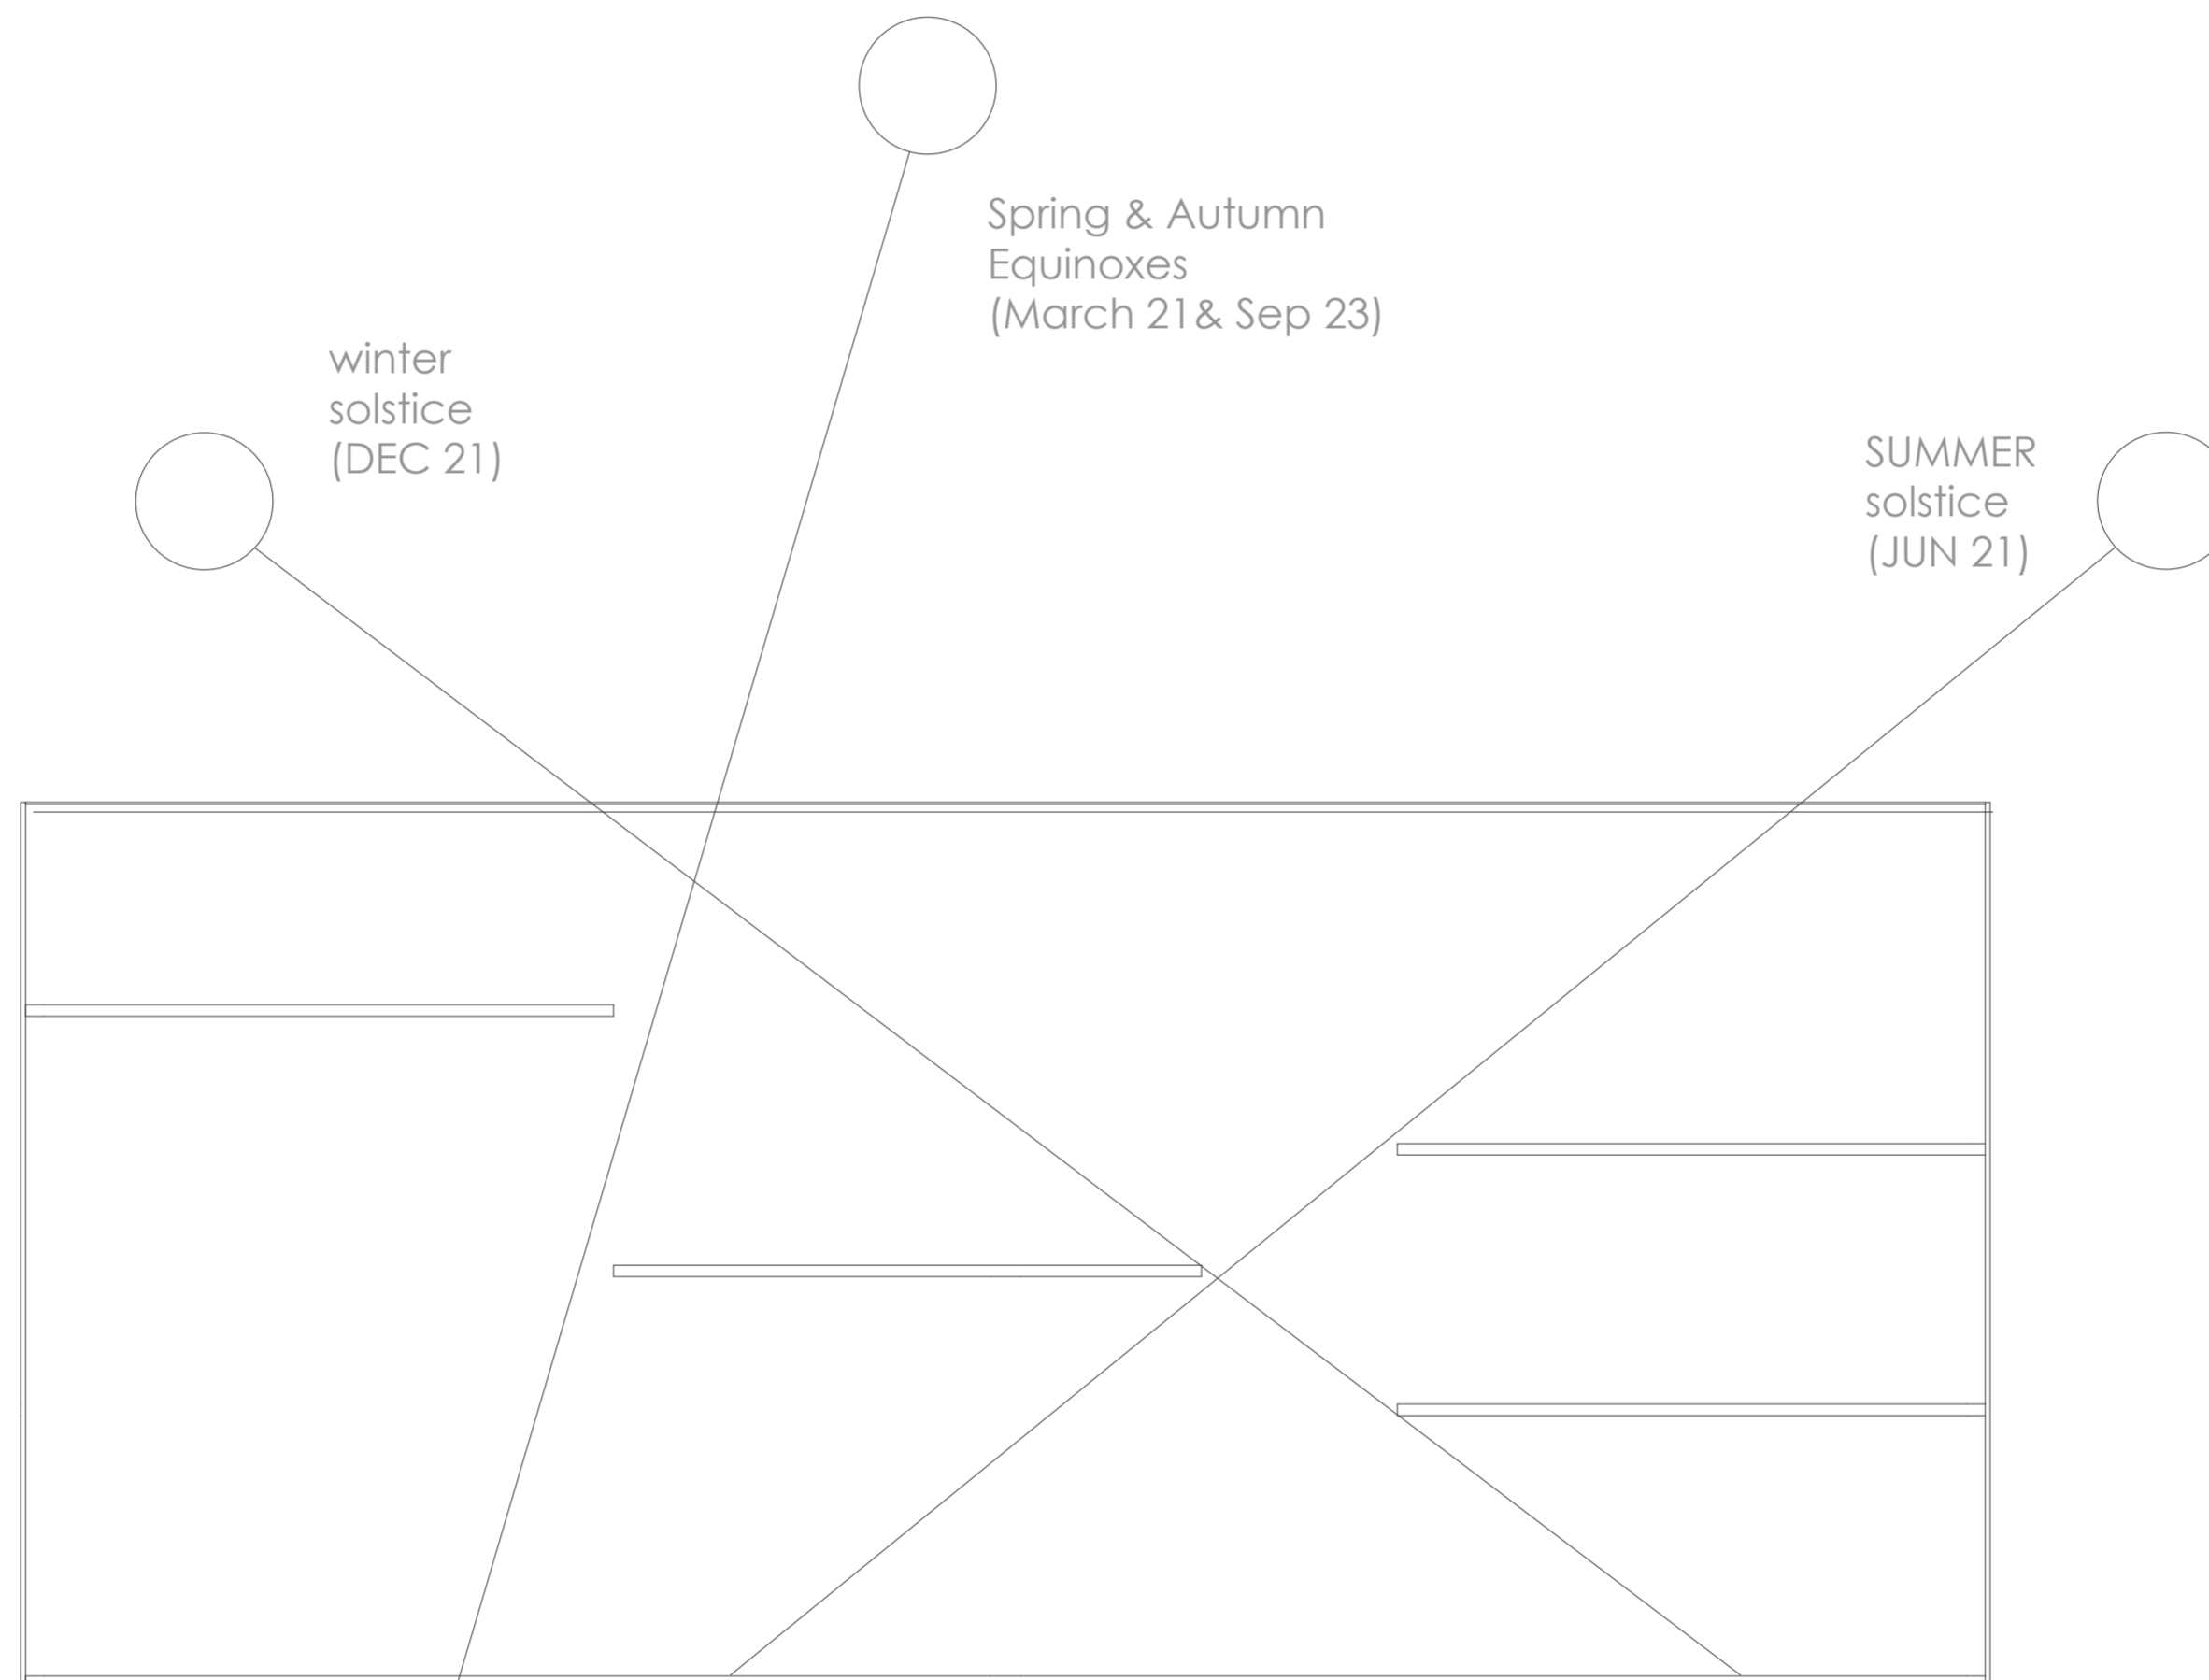 Spring & Autumn
Equinoxes
(March 21& Sep 23)
winter
solstice
(DEC 21)
SUMMER
solstice
(JUN 21)